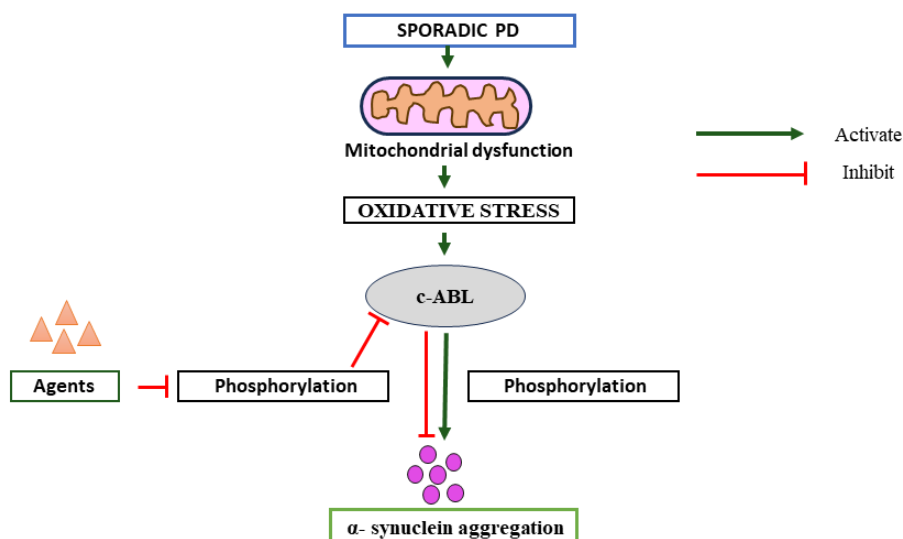 SPORADIC PD
Mitochondrial dysfunction
Activate
Inhibit
OXIDATIVE STRESS
c-ABL
Agents
Phosphorylation
Phosphorylation
α- synuclein aggregation